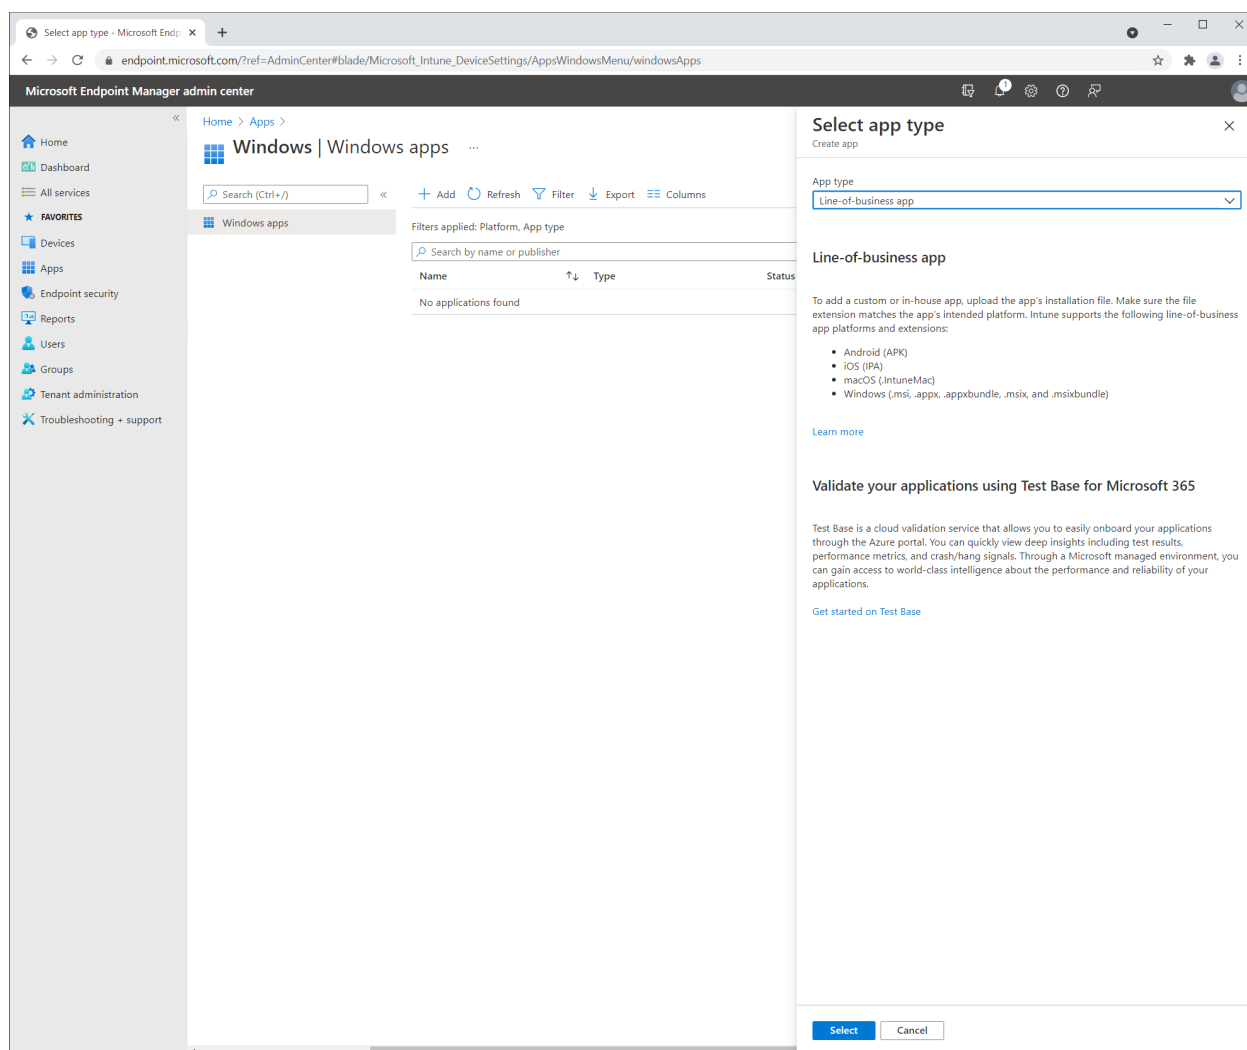 Select app type - Microsoft Endp
endpoint.microsoft.com/?ref=AdminCenter#blade/Microsoft_Intune_DeviceSettings/AppsWindowsMenu/windowsApps
Microsoft Endpoint Manager admin center
1
Home
Dashboard
All services
FAVORITES
Devices
Apps
Endpoint security
Reports
Users
Groups
Tenant administration
Troubleshooting + support
Home > Apps >
Windows | Windows apps ...
Search (Ctrl+/)
Windows apps
Add Refresh Filter Export Columns
Filters applied: Platform, App type
Search by name or publisher
Name Type Status
No applications found
Select app type
Create app
App type
Line-of-business app
Line-of-business app
To add a custom or in-house app, upload the app's installation file. Make sure the file
extension matches the app's intended platform. Intune supports the following line-of-business
app platforms and extensions:
• Android (APK)
• iOS (IPA)
• macOS (.IntuneMac)
• Windows (.msi, .appx, .appxbundle, .msix, and .msixbundle)
Learn more
Validate your applications using Test Base for Microsoft 365
Test Base is a cloud validation service that allows you to easily onboard your applications
through the Azure portal. You can quickly view deep insights including test results,
performance metrics, and crash/hang signals. Through a Microsoft managed environment, you
can gain access to world-class intelligence about the performance and reliability of your
applications.
Get started on Test Base
Select Cancel